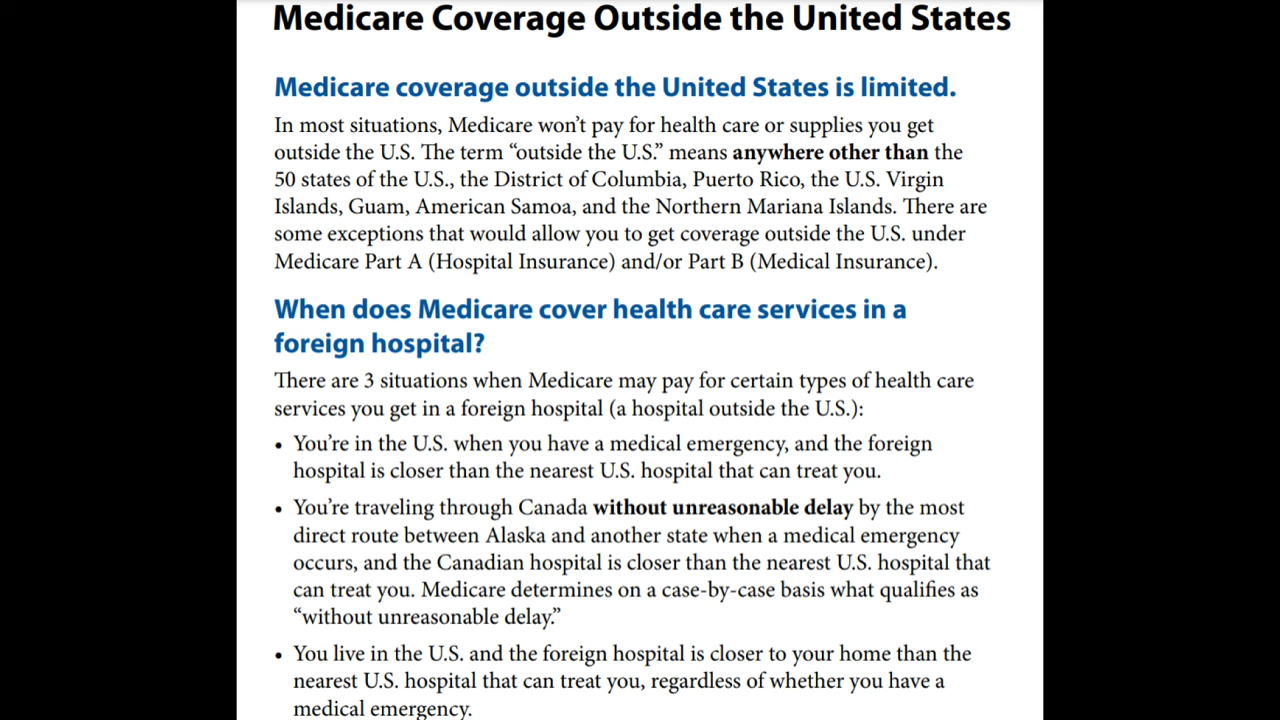 Medicare Coverage Outside the United States
Medicare coverage outside the United States is limited.
In most situations, Medicare won’t pay for health care or supplies you get
outside the U.S. The term “outside the U.S.” means anywhere other than the
50 states of the U.S., the District of Columbia, Puerto Rico, the U.S. Virgin
Islands, Guam, American Samoa, and the Northern Mariana Islands. There are
some exceptions that would allow you to get coverage outside the U.S. under
Medicare Part A (Hospital Insurance) and/or Part B (Medical Insurance).
When does Medicare cover health care services in a
foreign hospital?
There are 3 situations when Medicare may pay for certain types of health care
services you get in a foreign hospital (a hospital outside the U.S.):
• You’re in the U.S. when you have a medical emergency, and the foreign
hospital is closer than the nearest U.S. hospital that can treat you.
• You’re traveling through Canada without unreasonable delay by the most
direct route between Alaska and another state when a medical emergency
occurs, and the Canadian hospital is closer than the nearest U.S. hospital that
can treat you. Medicare determines on a case-by-case basis what qualifies as
“without unreasonable delay.”
• You live in the U.S. and the foreign hospital is closer to your home than the
nearest U.S. hospital that can treat you, regardless of whether you have a
medical emergency.